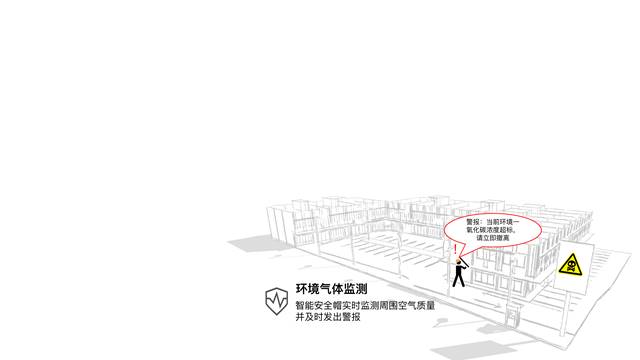 警报：当前环境一
氧化碳浓度超标，
请立即撤离
!
环境气体监测
智能安全帽实时监测周围空气质量
并及时发出警报